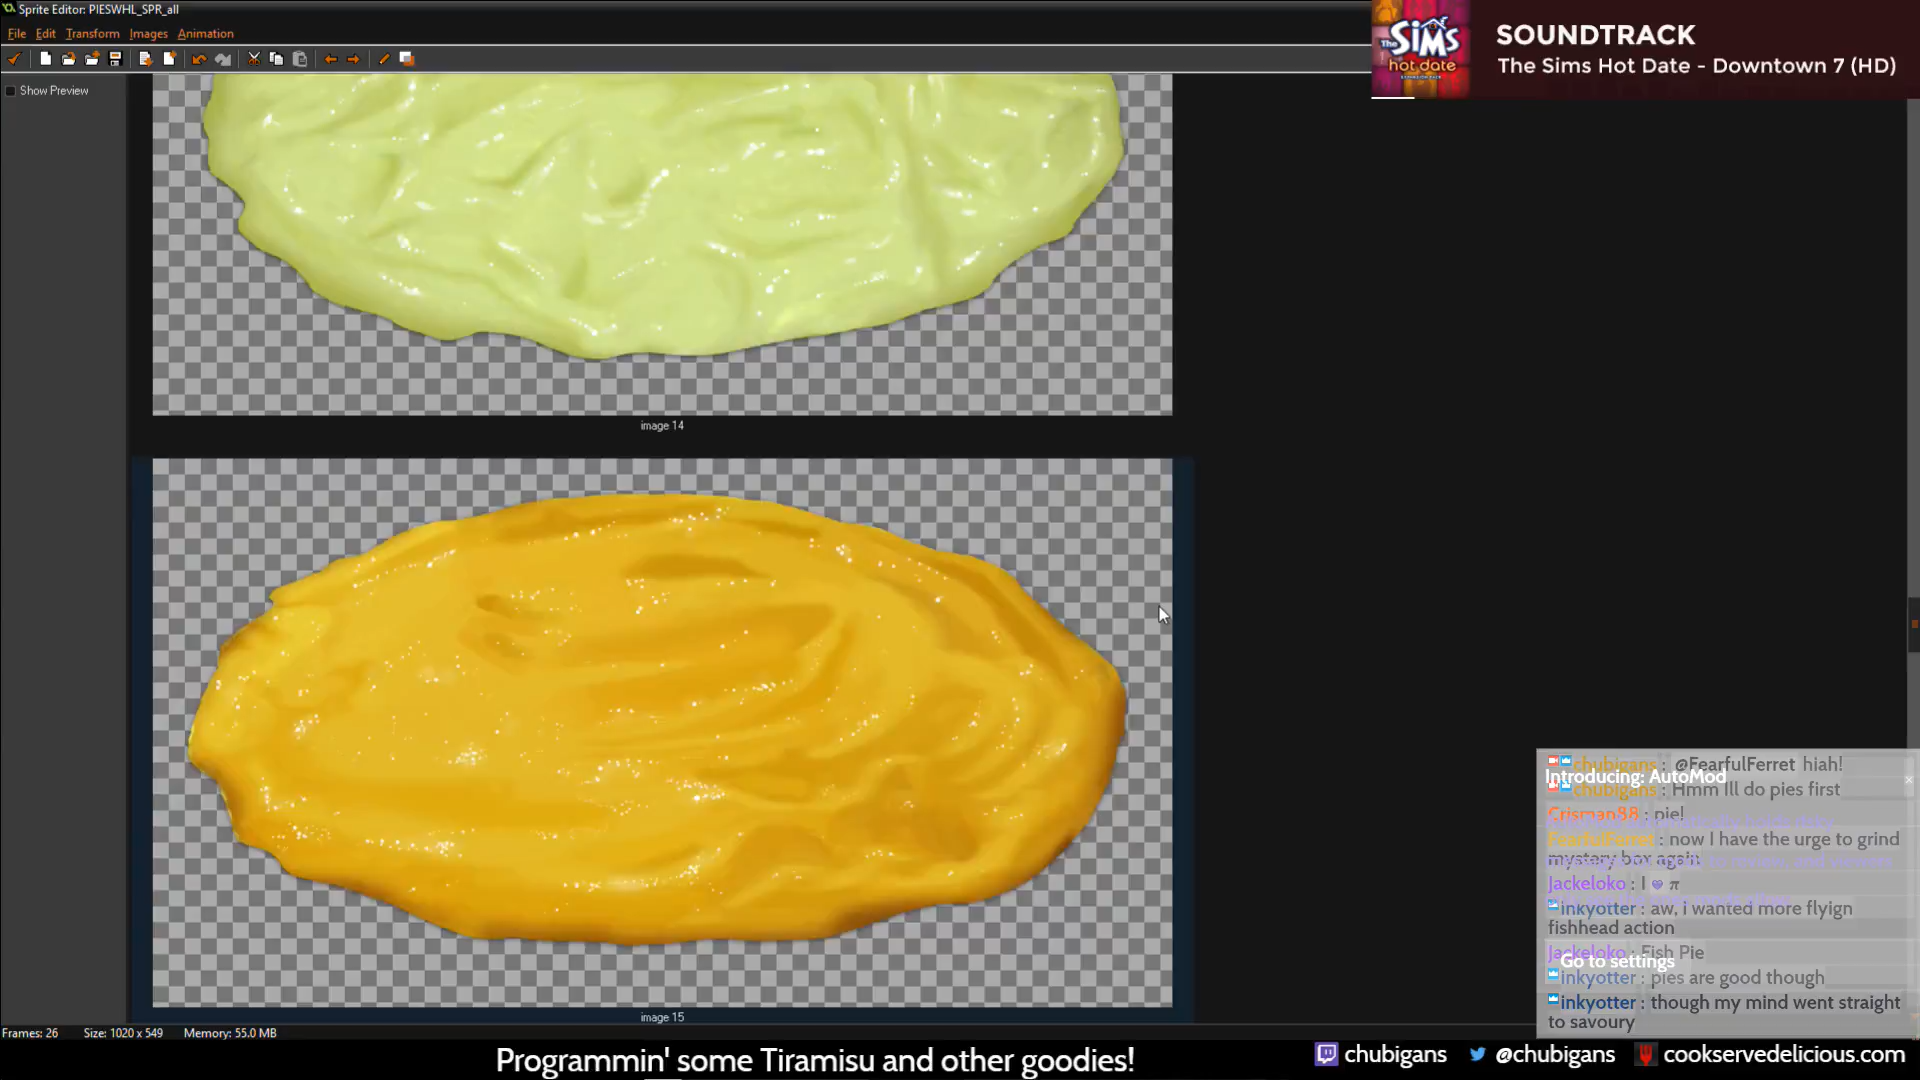 Sprite Editor: PIESWHL_SPR_all
File Edit Transform Images Animation
Show Preview
image 14
image 15
Frames: 26 Size: 1020 x 549 Memory: 55.0 MB
The Sims hot date
EXPANSION PACK
SOUNDTRACK
The Sims Hot Date - Downtown 7 (HD)
chubigans : @FearfulFerret hiah!
Introducing: AutoMod
chubigans : Hmm Ill do pies first
Crisman88 : pie!
FearfulFerret : now I have the urge to grind
mystery box again
Jackeloko : I 💜 π
inkyotter : aw, i wanted more flyign
fishhead action
Jackeloko : Fish Pie
Go to settings
inkyotter : pies are good though
inkyotter : though my mind went straight
to savoury
Programmin' some Tiramisu and other goodies!
chubigans @chubigans cookservedelicious.com